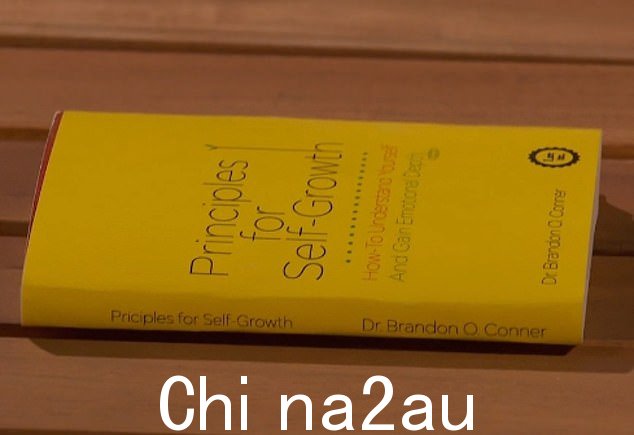 Principles
for
Self-Growth
How-To Understand Yourself
And Gain Emotional Depth
Dr. Brandon O. Conner
Priciples for Self-Growth
Dr. Brandon O. Conner
Chi na2au